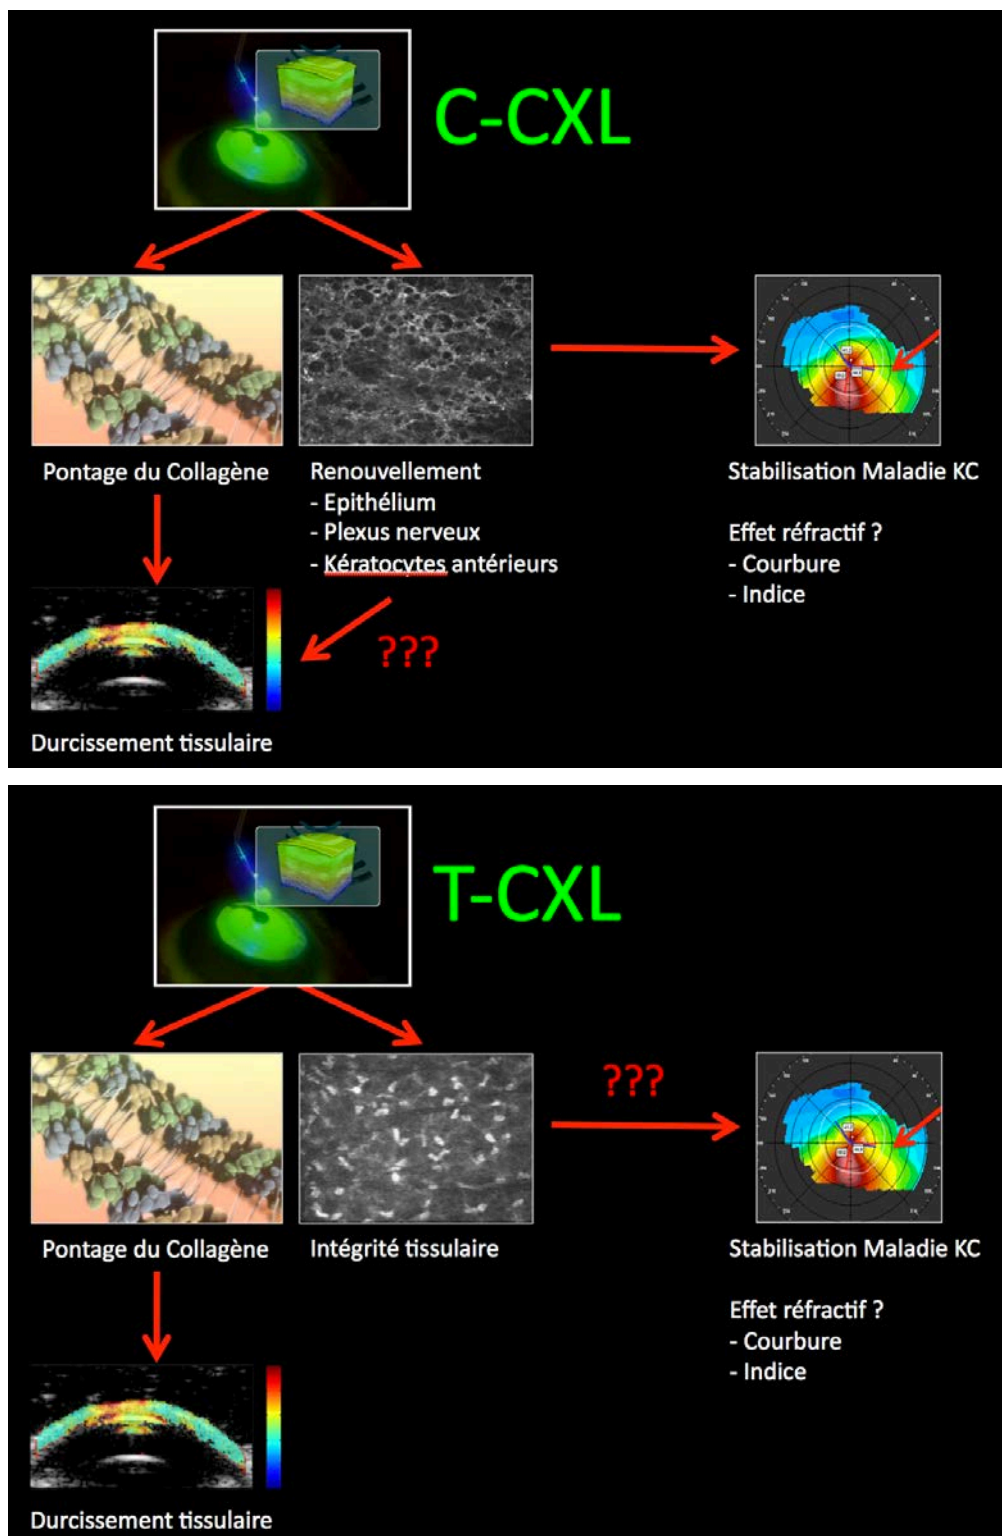 C-CXL
Pontage du Collagène
Renouvellement
- Epithélium
- Plexus nerveux
- Kératocytes antérieurs
Stabilisation Maladie KC
Effet réfractif ?
- Courbure
- Indice
???
Durcissement tissulaire
T-CXL
???
Pontage du Collagène
Intégrité tissulaire
Stabilisation Maladie KC
Effet réfractif ?
- Courbure
- Indice
Durcissement tissulaire